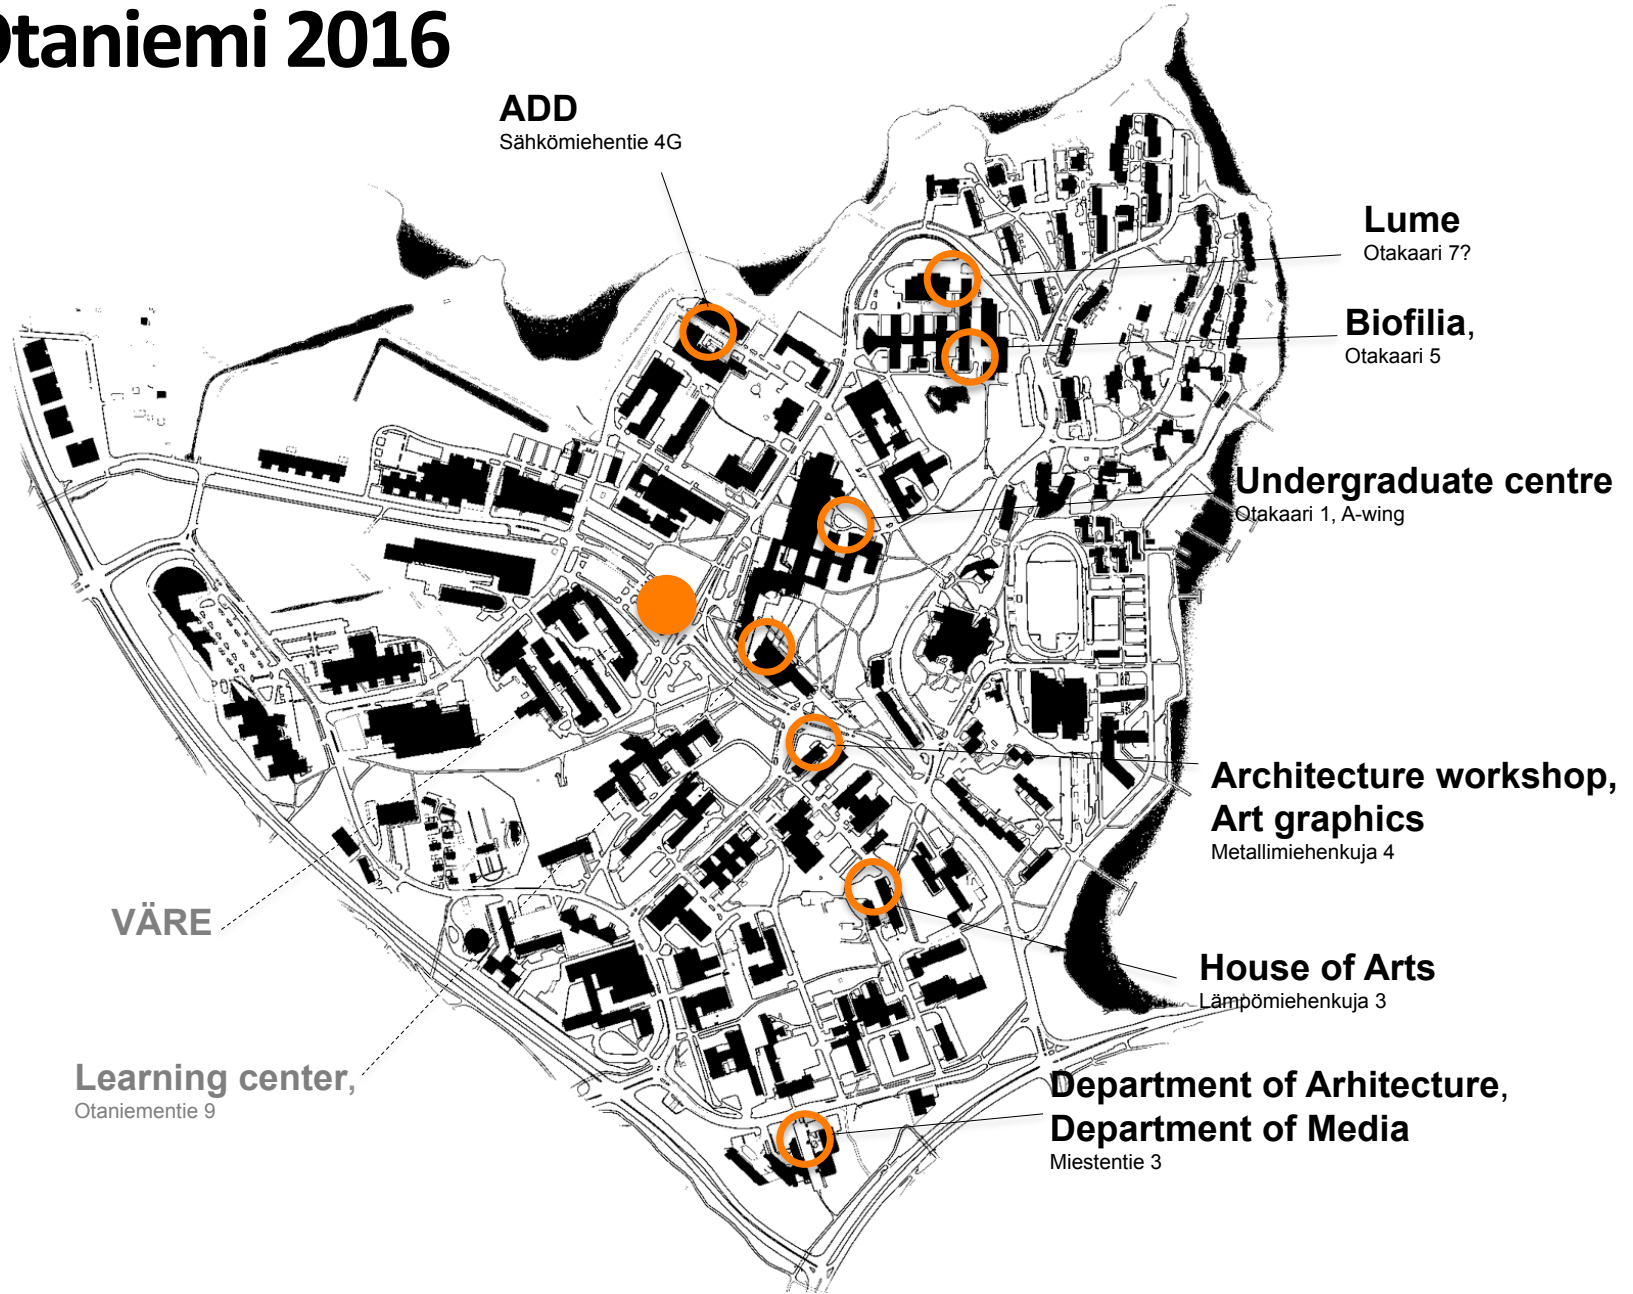 Otaniemi 2016
ADD
Sähkömiehentie 4G
Lume
Otakaari 7?
Biofilia,
Otakaari 5
Undergraduate centre
Otakaari 1, A-wing
Architecture workshop,
Art graphics
Metallimiehenkuja 4
VÄRE
House of Arts
Lämpömiehenkuja 3
Learning center,
Otaniementie 9
Department of Arhitecture,
Department of Media
Miestentie 3